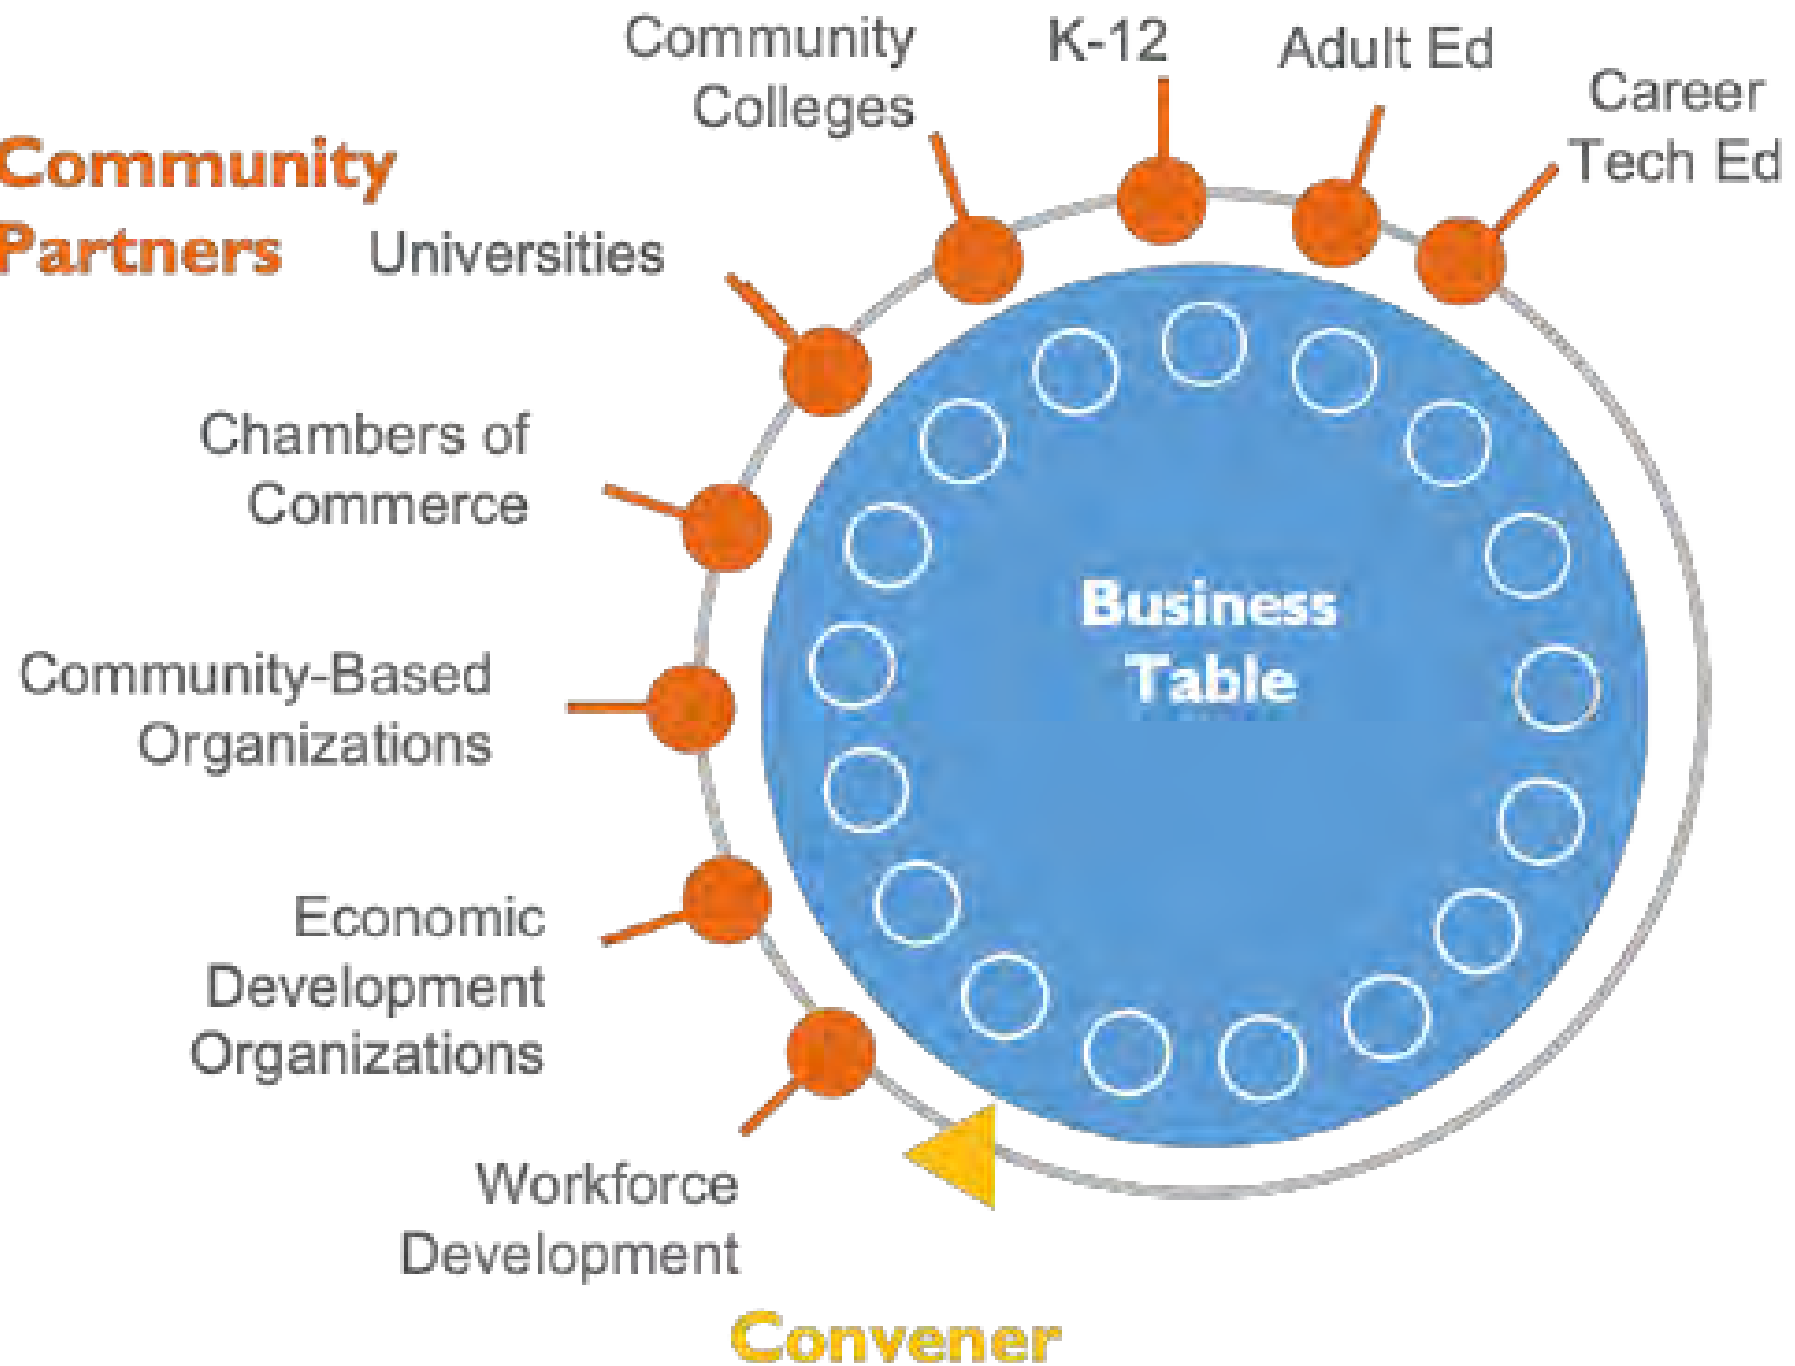 Community
Colleges
K-12
Adult Ed
Career
Tech Ed
Community
Partners
Universities
Chambers of
Commerce
Business
Table
Community-Based
Organizations
Economic
Development
Organizations
Workforce
Development
Convener